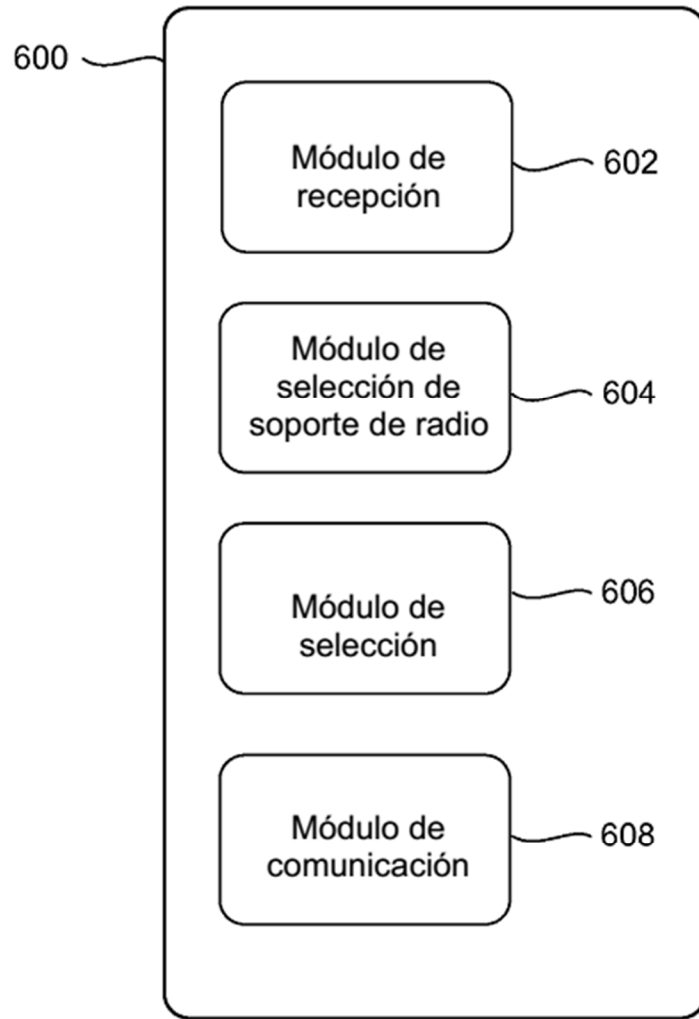 600
Módulo de
recepción
602
Módulo de
selección de
soporte de radio
604
Módulo de
selección
606
Módulo de
comunicación
608